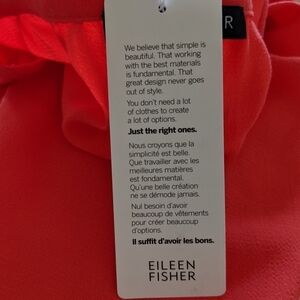 R
We believe that simple is
beautiful. That working
with the best materials
is fundamental. That
great design never goes
out of style.
You don't need a lot
of clothes to create
a lot of options.
Just the right ones.
Nous croyons que la
simplicité est belle.
Que travailler avec les
meilleures matières
est fondamental.
Qu'une belle création
ne se démode jamais.
Nul besoin d'avoir
beaucoup de vêtements
pour créer beaucoup
d'options.
Il suffit d'avoir les bons.
EILEEN
FISHER